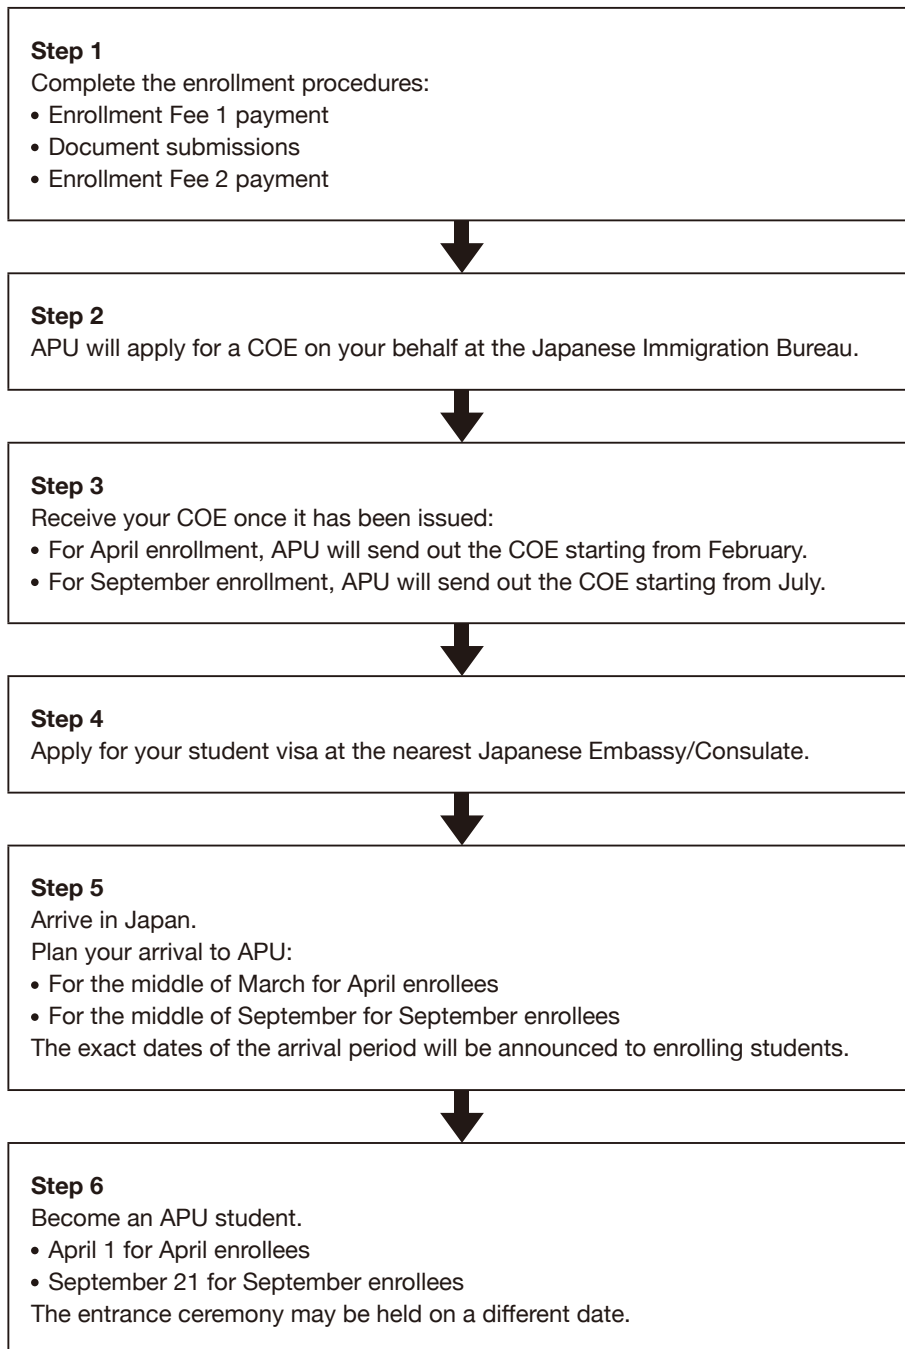 Step 1
Complete the enrollment procedures:
• Enrollment Fee 1 payment
• Document submissions
• Enrollment Fee 2 payment
Step 2
APU will apply for a COE on your behalf at the Japanese Immigration Bureau.
Step 3
Receive your COE once it has been issued:
• For April enrollment, APU will send out the COE starting from February.
• For September enrollment, APU will send out the COE starting from July.
Step 4
Apply for your student visa at the nearest Japanese Embassy/Consulate.
Step 5
Arrive in Japan.
Plan your arrival to APU:
• For the middle of March for April enrollees
• For the middle of September for September enrollees
The exact dates of the arrival period will be announced to enrolling students.
Step 6
Become an APU student.
• April 1 for April enrollees
• September 21 for September enrollees
The entrance ceremony may be held on a different date.